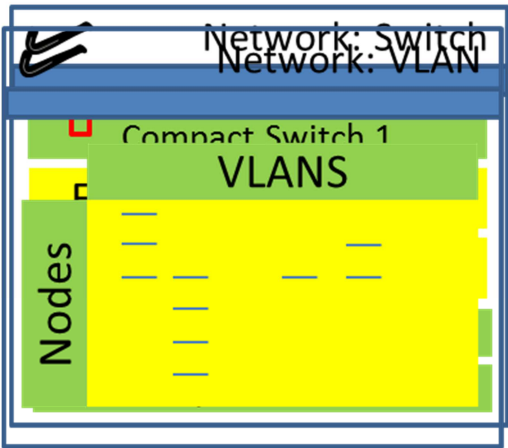 Network: Switch
Network: VLAN
Compact Switch 1
VLANS
Nodes